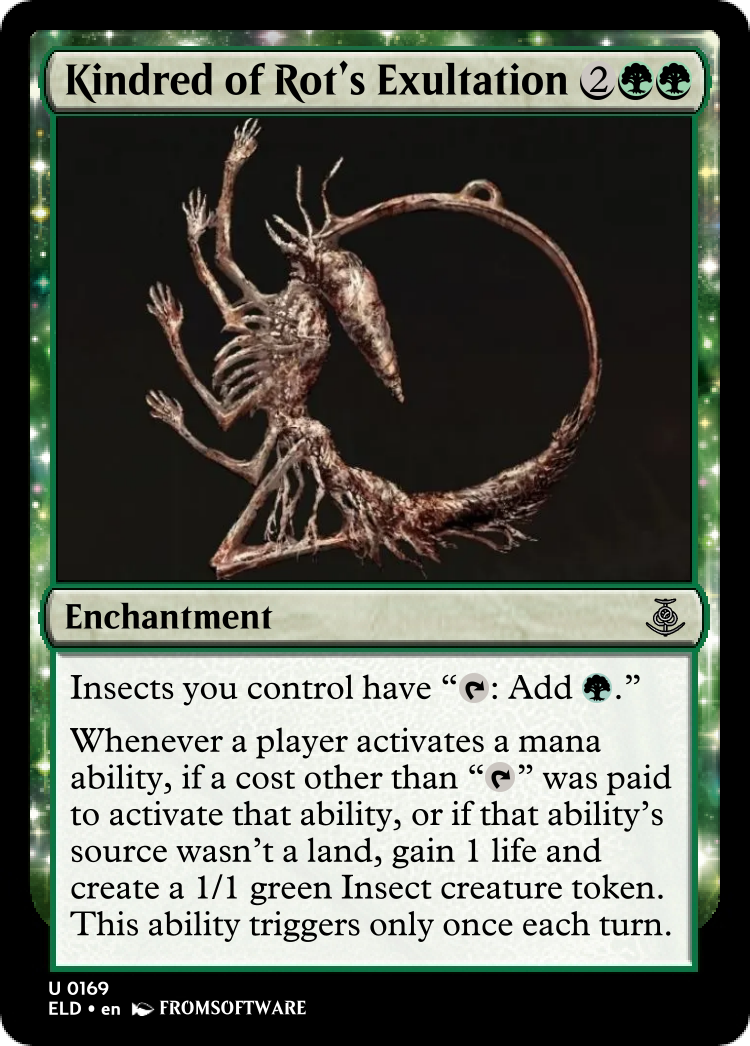 Kindred of Rot's Exultation 2
Enchantment
Insects you control have “: Add .”
Whenever a player activates a mana
ability, if a cost other than “” was paid
to activate that ability, or if that ability's
source wasn't a land, gain 1 life and
create a 1/1 green Insect creature token.
This ability triggers only once each turn.
U 0169
ELD • en FROMSOFTWARE